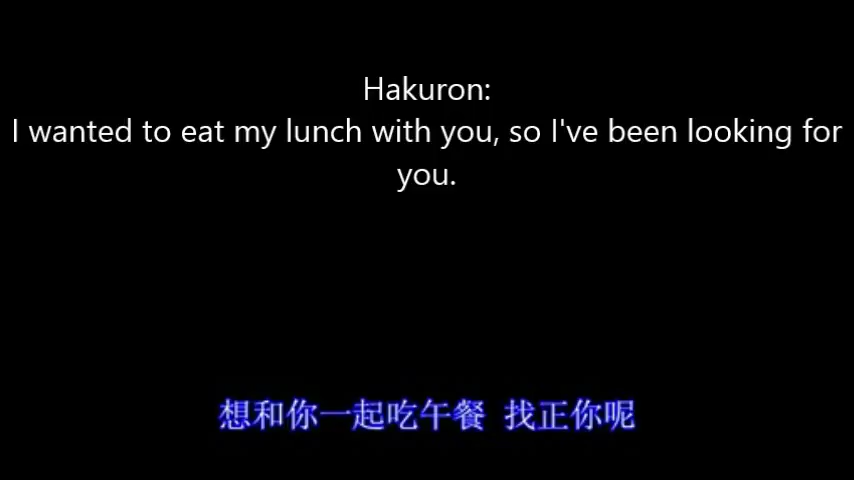 Hakuron:
I wanted to eat my lunch with you, so I've been looking for
you.
想和你一起吃午餐 找正你呢